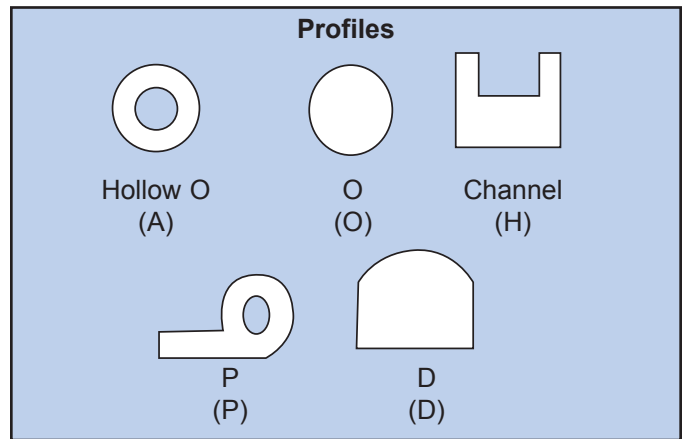 Profiles
Hollow O
(A)
O
(O)
Channel
(H)
P
(P)
D
(D)